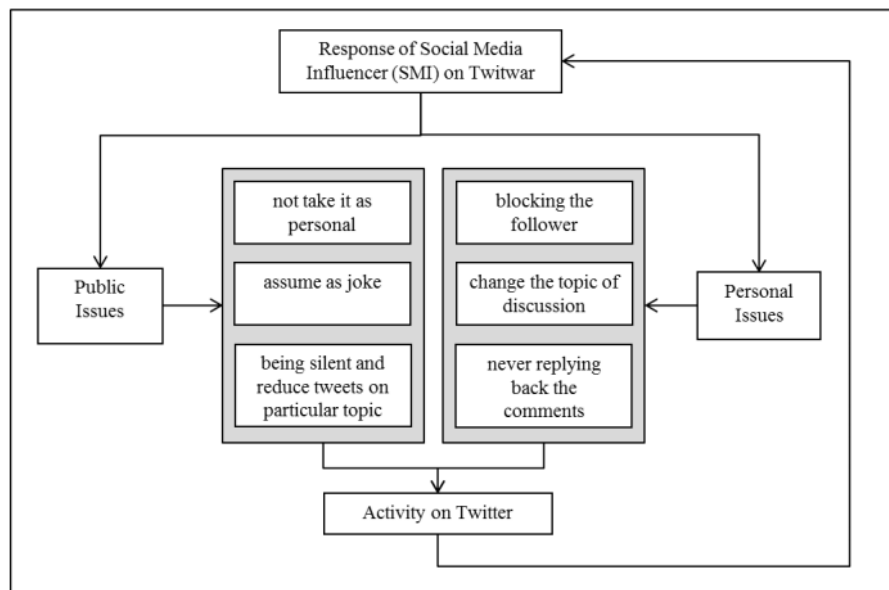 Response of Social Media
Influencer (SMI) on Twitwar
Public
Issues
not take it as
personal
assume as joke
being silent and
reduce tweets on
particular topic
blocking the
follower
change the topic of
discussion
never replying
back the
comments
Personal
Issues
Activity on Twitter